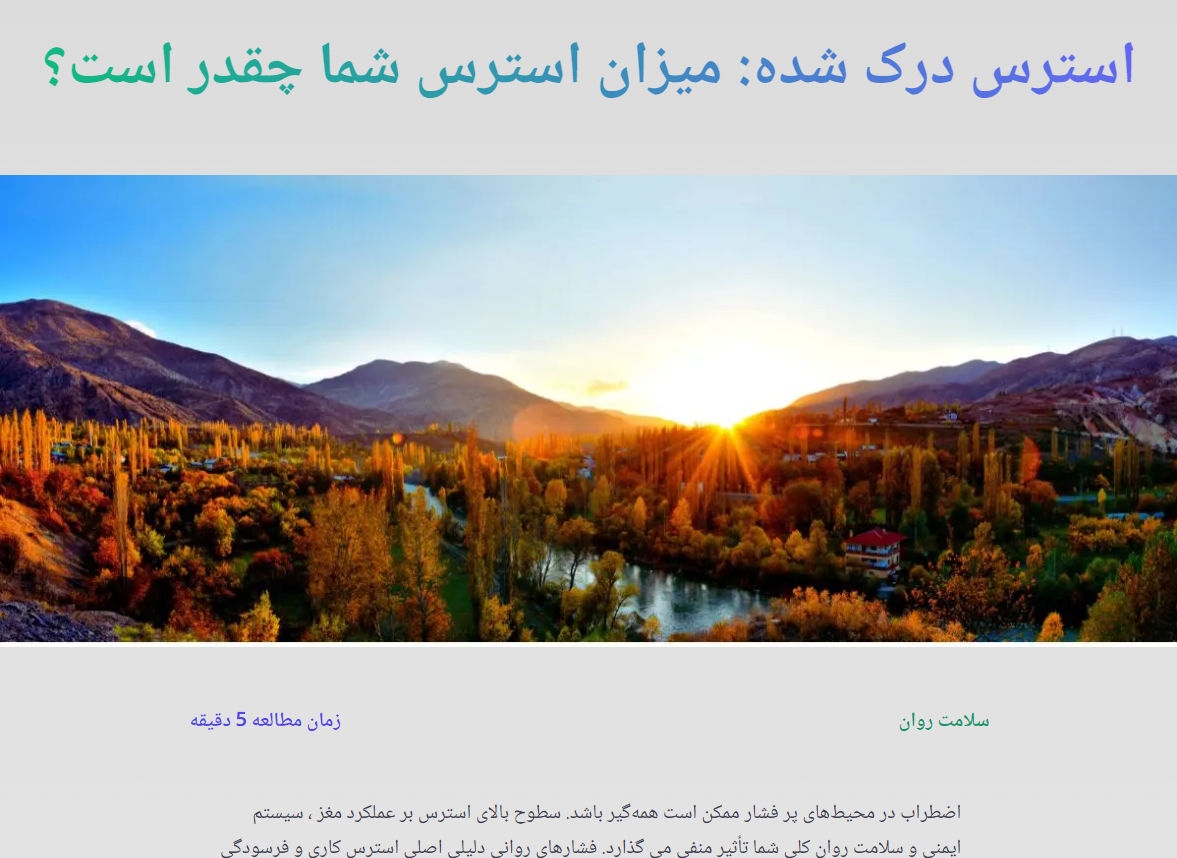 استرس درک شده: میزان استرس شما چقدر است؟
سلامت روان
زمان مطالعه 5 دقیقه
اضطراب در محیط‌های پر فشار ممکن است همه‌گیر باشد. سطوح بالای استرس بر عملکرد مغز ، سیستم
ایمنی و سلامت روان کلی شما تأثیر منفی می گذارد. فشارهای روانی دلیلی اصلی استرس کاری و فرسودگی